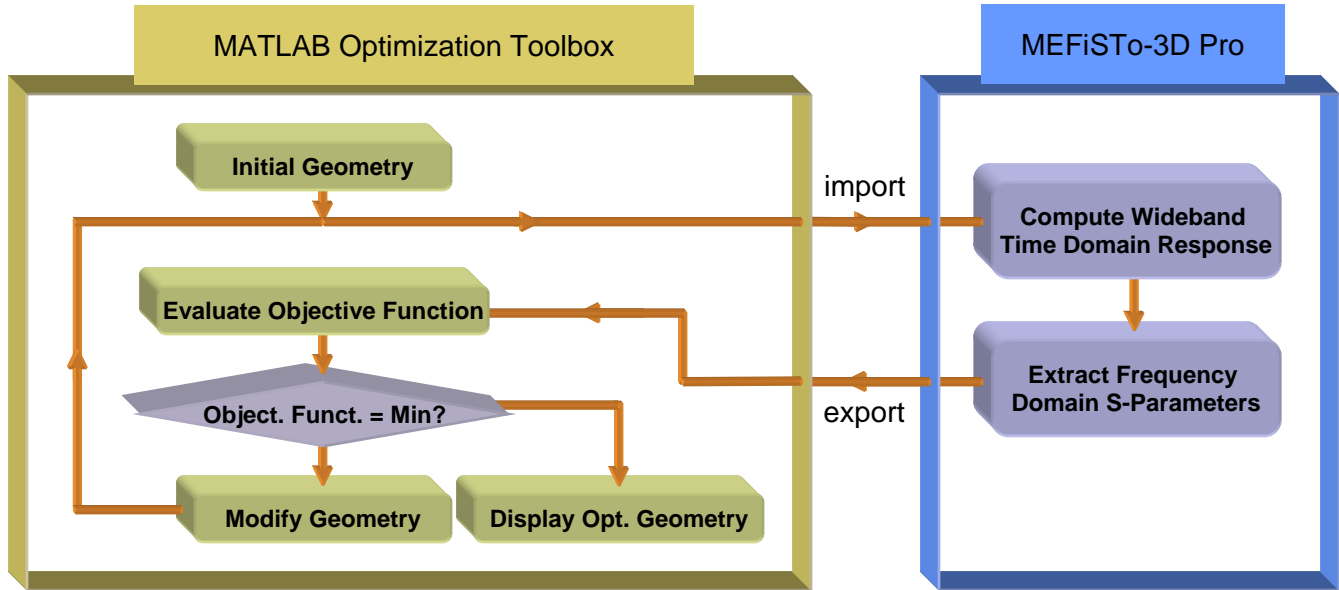 MATLAB Optimization Toolbox
MEFiSTo-3D Pro
Initial Geometry
import
Compute Wideband
Time Domain Response
Evaluate Objective Function
Extract Frequency
Domain S-Parameters
export
Object. Funct. = Min?
Modify Geometry
Display Opt. Geometry